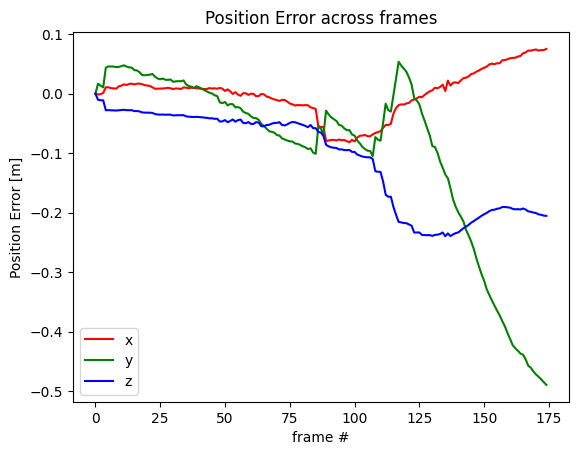 Position Error across frames
0.1
0.0
−0.1
−0.2
−0.3
−0.4
−0.5
Position Error [m]
x
y
z
0 25 50 75 100 125 150 175
frame #